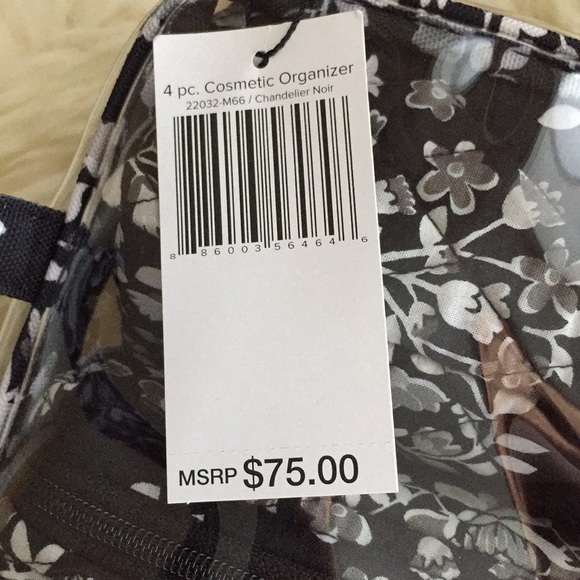 4 pc. Cosmetic Organizer
22032-M66 / Chandelier Noir
8 86003 56464 6
MSRP $75.00